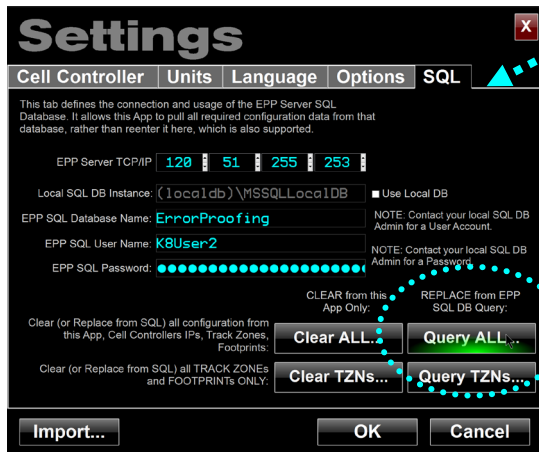 Settings
X
Cell Controller Units Language Options SQL
This tab defines the connection and usage of the EPP Server SQL
Database. It allows this App to pull all required configuration data from that
database, rather than reenter it here, which is also supported.
EPP Server TCP/IP 120 51 255 253
Local SQL DB Instance: (localdb)\MSSQLLocalDB Use Local DB
EPP SQL Database Name: ErrorProofing
NOTE: Contact your local SQL DB
Admin for a User Account.
EPP SQL User Name: K8User2
NOTE: Contact your local SQL DB
Admin for a Password.
EPP SQL Password: ●●●●●●●●●●●●●●●●●●
CLEAR from this
App Only:
REPLACE from EPP
SQL DB Query:
Clear (or Replace from SQL) all configuration from
this App, Cell Controllers IPs, Track Zones,
Footprints:
Clear ALL... Query ALL...
Clear (or Replace from SQL) all TRACK ZONEs
and FOOTPRINTs ONLY:
Clear TZNs... Query TZNs...
Import... OK Cancel